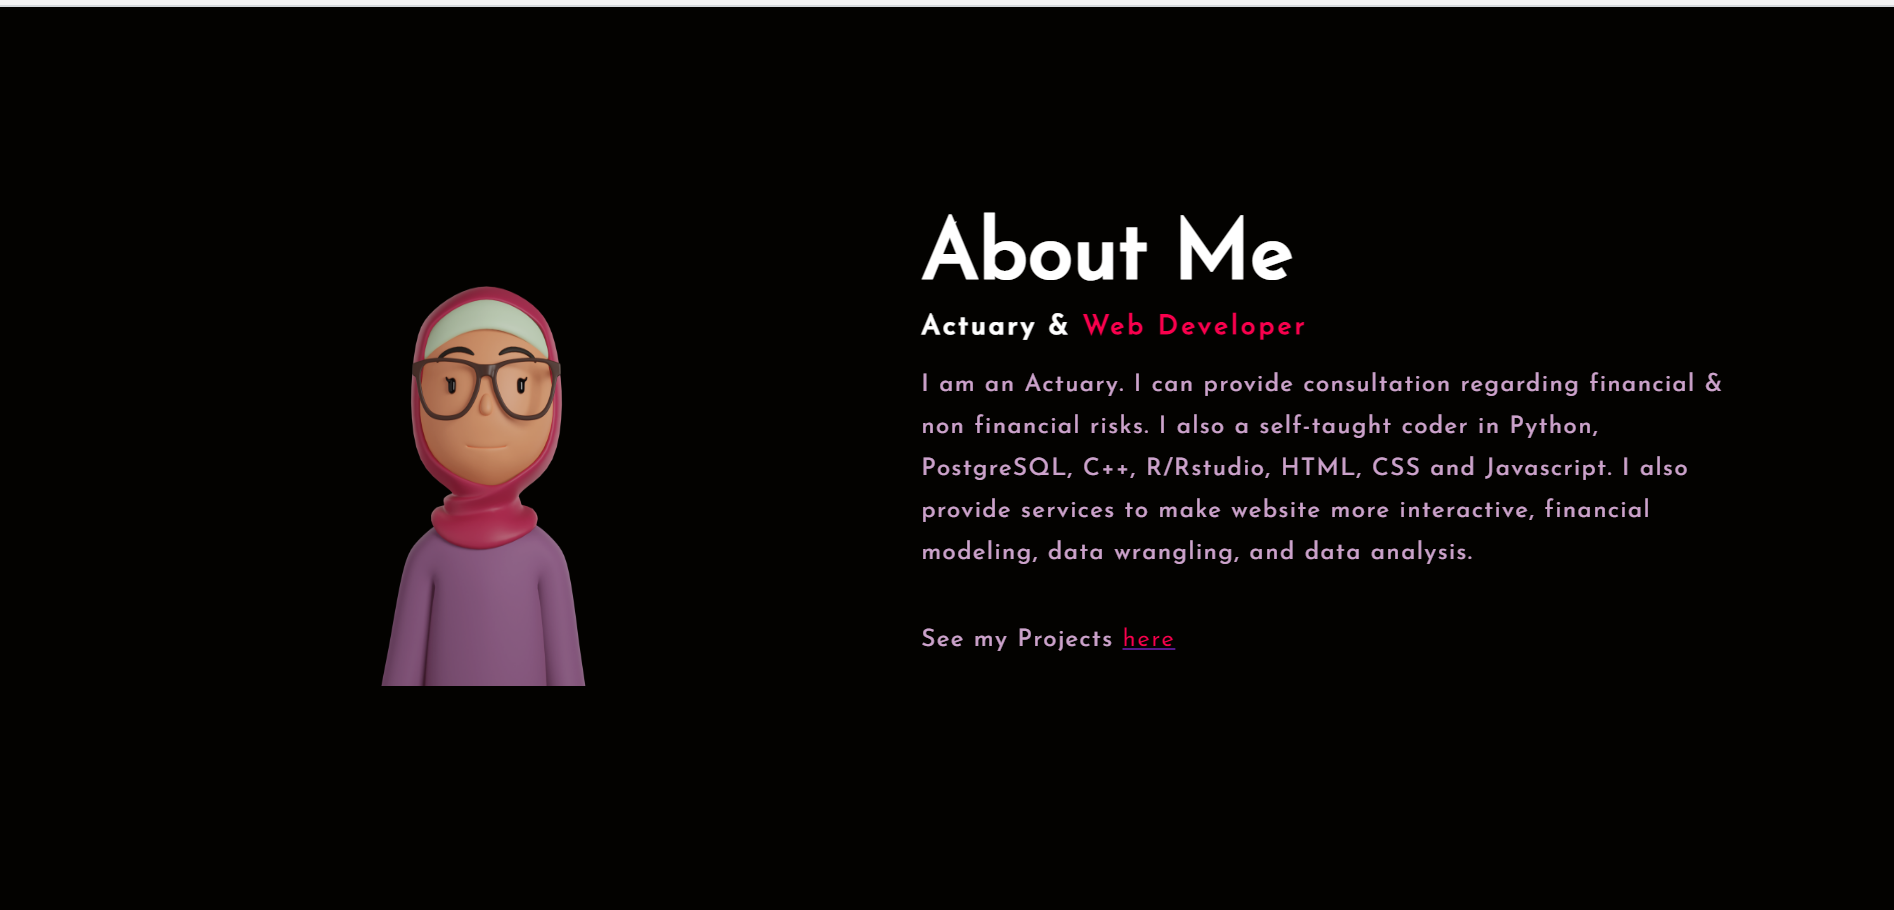 About Me
Actuary & Web Developer
I am an Actuary. I can provide consultation regarding financial &
non financial risks. I also a self-taught coder in Python,
PostgreSQL, C++, R/Rstudio, HTML, CSS and Javascript. I also
provide services to make website more interactive, financial
modeling, data wrangling, and data analysis.
See my Projects here